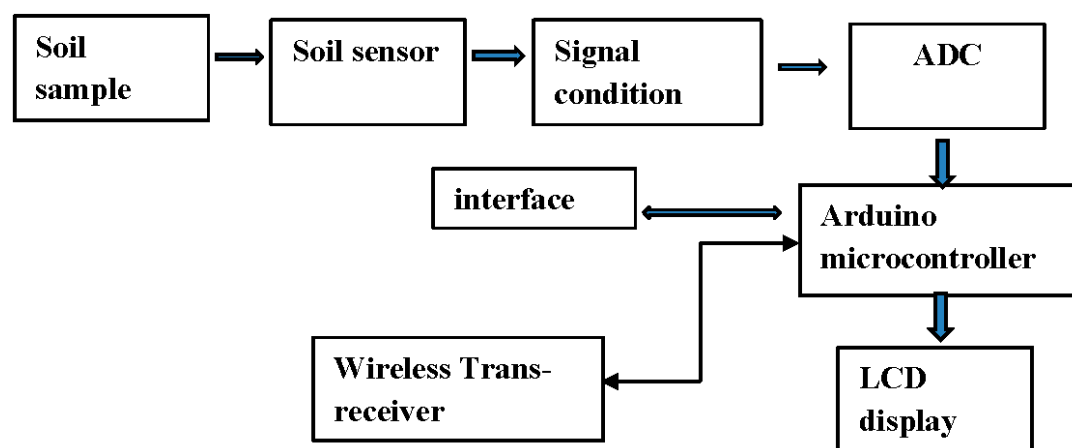 Soil
sample
Soil sensor
Signal
condition
ADC
interface
Arduino
microcontroller
Wireless Trans-
receiver
LCD
display